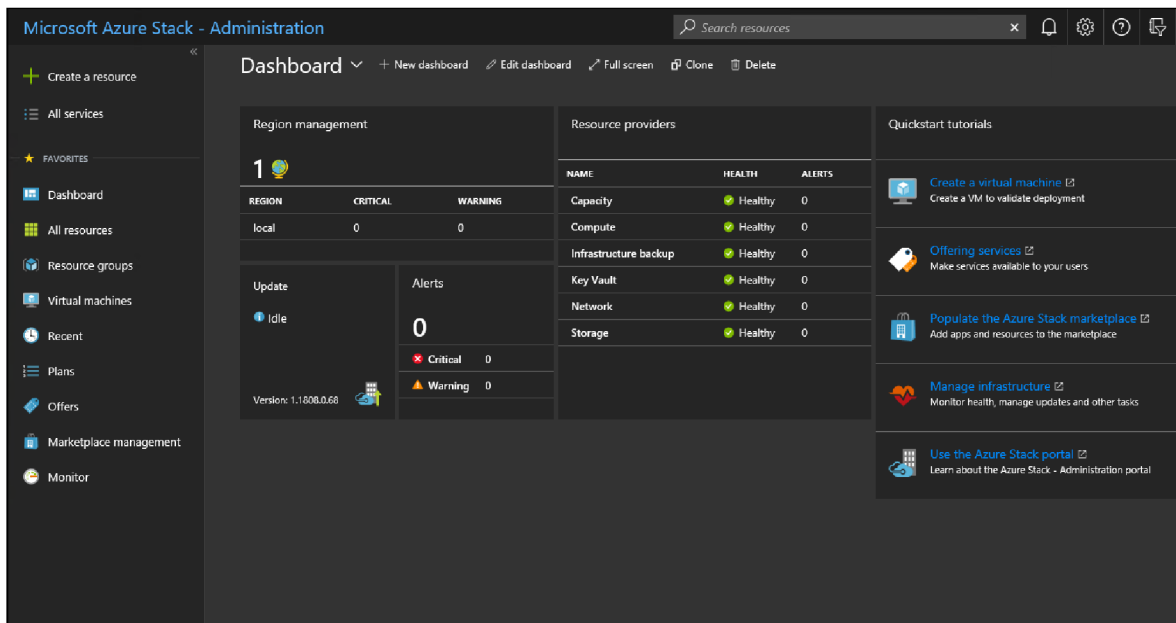 Microsoft Azure Stack - Administration
Search resources
Create a resource
All services
FAVORITES
Dashboard
All resources
Resource groups
Virtual machines
Recent
Plans
Offers
Marketplace management
Monitor
Dashboard
New dashboard Edit dashboard Full screen Clone Delete
Region management
1
REGION CRITICAL WARNING
local 0 0
Update
Idle
Version: 1.1808.0.68
Alerts
0
Critical 0
Warning 0
Resource providers
NAME HEALTH ALERTS
Capacity Healthy 0
Compute Healthy 0
Infrastructure backup Healthy 0
Key Vault Healthy 0
Network Healthy 0
Storage Healthy 0
Quickstart tutorials
Create a virtual machine
Create a VM to validate deployment
Offering services
Make services available to your users
Populate the Azure Stack marketplace
Add apps and resources to the marketplace
Manage infrastructure
Monitor health, manage updates and other tasks
Use the Azure Stack portal
Learn about the Azure Stack - Administration portal